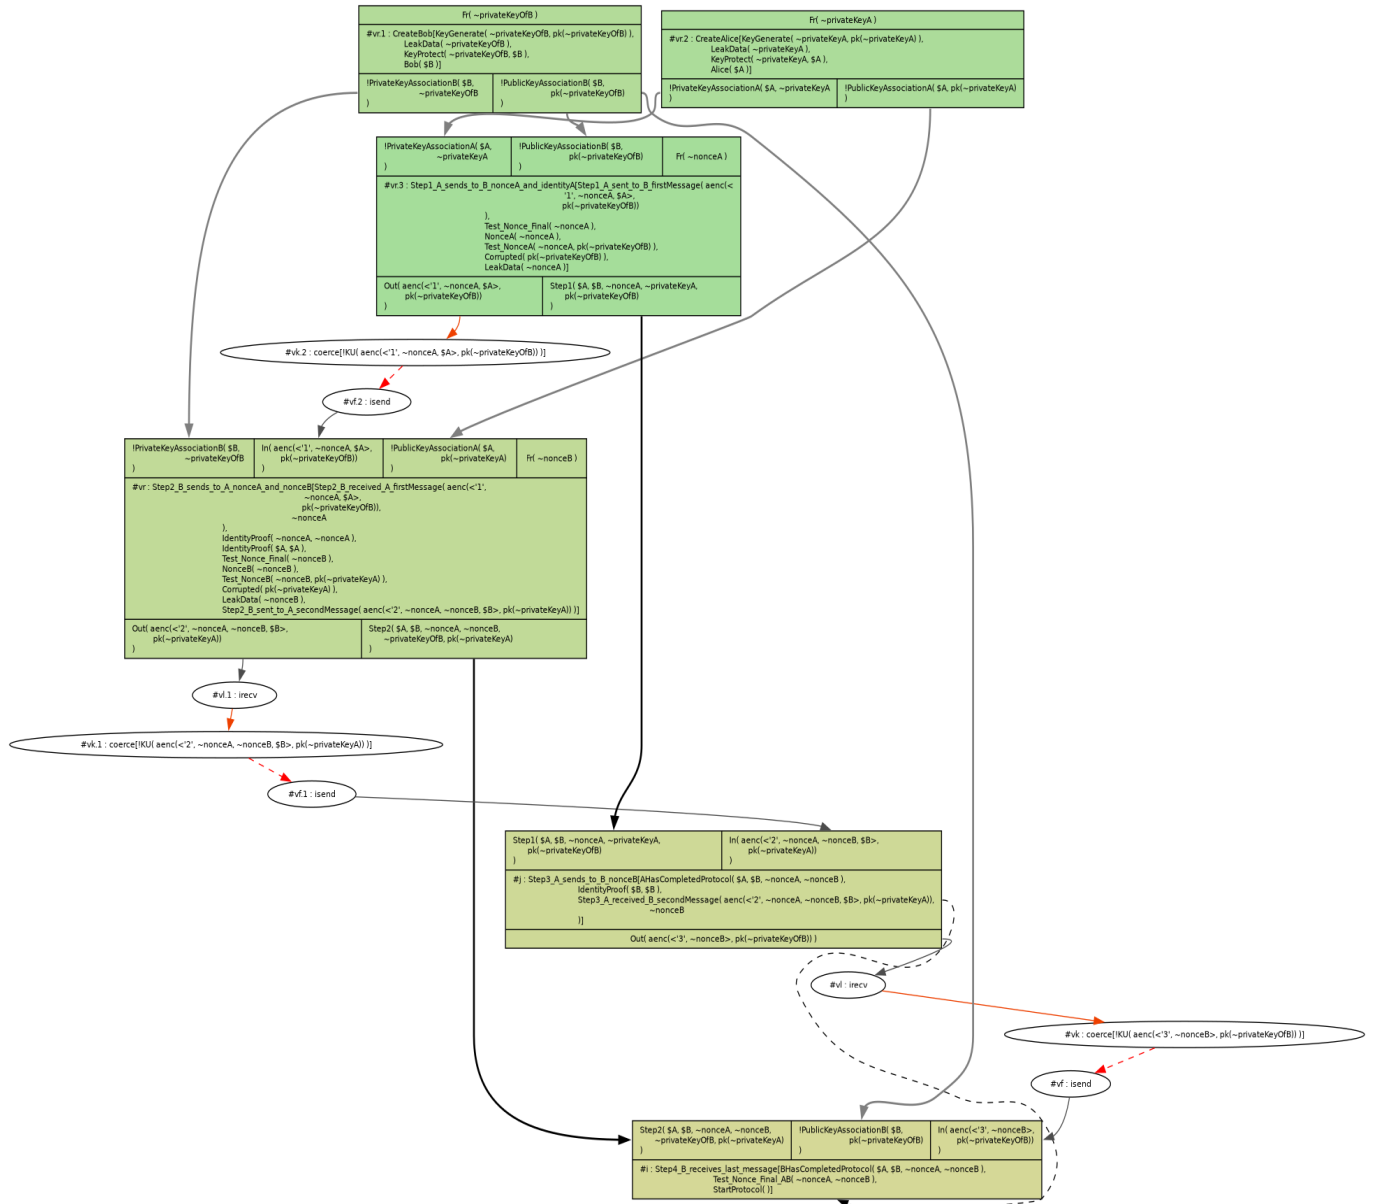 Fr( ~privateKeyOfB )
#vr.1 : CreateBob[KeyGenerate( ~privateKeyOfB, pk(~privateKeyOfB) ),
LeakData( ~privateKeyOfB ),
KeyProtect( ~privateKeyOfB, $B ),
Bob( $B )]
!PrivateKeyAssociationB( $B,
~privateKeyOfB
)
!PublicKeyAssociationB( $B,
pk(~privateKeyOfB)
)
Fr( ~privateKeyA )
#vr.2 : CreateAlice[KeyGenerate( ~privateKeyA, pk(~privateKeyA) ),
LeakData( ~privateKeyA ),
KeyProtect( ~privateKeyA, $A ),
Alice( $A )]
!PrivateKeyAssociationA( $A, ~privateKeyA
)
!PublicKeyAssociationA( $A, pk(~privateKeyA)
)
!PrivateKeyAssociationA( $A,
~privateKeyA
)
!PublicKeyAssociationB( $B,
pk(~privateKeyOfB)
)
Fr( ~nonceA )
#vr.3 : Step1_A_sends_to_B_nonceA_and_identityA[Step1_A_sent_to_B_firstMessage( aenc(<
'1', ~nonceA, $A>,
pk(~privateKeyOfB))
),
Test_Nonce_Final( ~nonceA ),
NonceA( ~nonceA ),
Test_NonceA( ~nonceA, pk(~privateKeyOfB) ),
Corrupted( pk(~privateKeyOfB) ),
LeakData( ~nonceA )]
Out( aenc(<'1', ~nonceA, $A>,
pk(~privateKeyOfB))
)
Step1( $A, $B, ~nonceA, ~privateKeyA,
pk(~privateKeyOfB)
)
#vk.2 : coerce[!KU( aenc(<'1', ~nonceA, $A>, pk(~privateKeyOfB)) )]
#vf.2 : isend
!PrivateKeyAssociationB( $B,
~privateKeyOfB
)
In( aenc(<'1', ~nonceA, $A>,
pk(~privateKeyOfB))
)
!PublicKeyAssociationA( $A,
pk(~privateKeyA)
)
Fr( ~nonceB )
#vr : Step2_B_sends_to_A_nonceA_and_nonceB[Step2_B_received_A_firstMessage( aenc(<'1',
~nonceA, $A>,
pk(~privateKeyOfB)),
~nonceA
),
IdentityProof( ~nonceA, ~nonceA ),
IdentityProof( $A, $A ),
Test_Nonce_Final( ~nonceB ),
NonceB( ~nonceB ),
Test_NonceB( ~nonceB, pk(~privateKeyA) ),
Corrupted( pk(~privateKeyA) ),
LeakData( ~nonceB ),
Step2_B_sent_to_A_secondMessage( aenc(<'2', ~nonceA, ~nonceB, $B>, pk(~privateKeyA)) )]
Out( aenc(<'2', ~nonceA, ~nonceB, $B>,
pk(~privateKeyA))
)
Step2( $A, $B, ~nonceA, ~nonceB,
~privateKeyOfB, pk(~privateKeyA)
)
#vl.1 : irecv
#vk.1 : coerce[!KU( aenc(<'2', ~nonceA, ~nonceB, $B>, pk(~privateKeyA)) )]
#vf.1 : isend
Step1( $A, $B, ~nonceA, ~privateKeyA,
pk(~privateKeyOfB)
)
In( aenc(<'2', ~nonceA, ~nonceB, $B>,
pk(~privateKeyA))
)
#j : Step3_A_sends_to_B_nonceB[AHasCompletedProtocol( $A, $B, ~nonceA, ~nonceB ),
IdentityProof( $B, $B ),
Step3_A_received_B_secondMessage( aenc(<'2', ~nonceA, ~nonceB, $B>, pk(~privateKeyA)),
~nonceB
)]
Out( aenc(<'3', ~nonceB>, pk(~privateKeyOfB)) )
#vl : irecv
#vk : coerce[!KU( aenc(<'3', ~nonceB>, pk(~privateKeyOfB)) )]
#vf : isend
Step2( $A, $B, ~nonceA, ~nonceB,
~privateKeyOfB, pk(~privateKeyA)
)
!PublicKeyAssociationB( $B,
pk(~privateKeyOfB)
)
In( aenc(<'3', ~nonceB>,
pk(~privateKeyOfB))
)
#i : Step4_B_receives_last_message[BHasCompletedProtocol( $A, $B, ~nonceA, ~nonceB ),
Test_Nonce_Final_AB( ~nonceA, ~nonceB ),
StartProtocol( )]